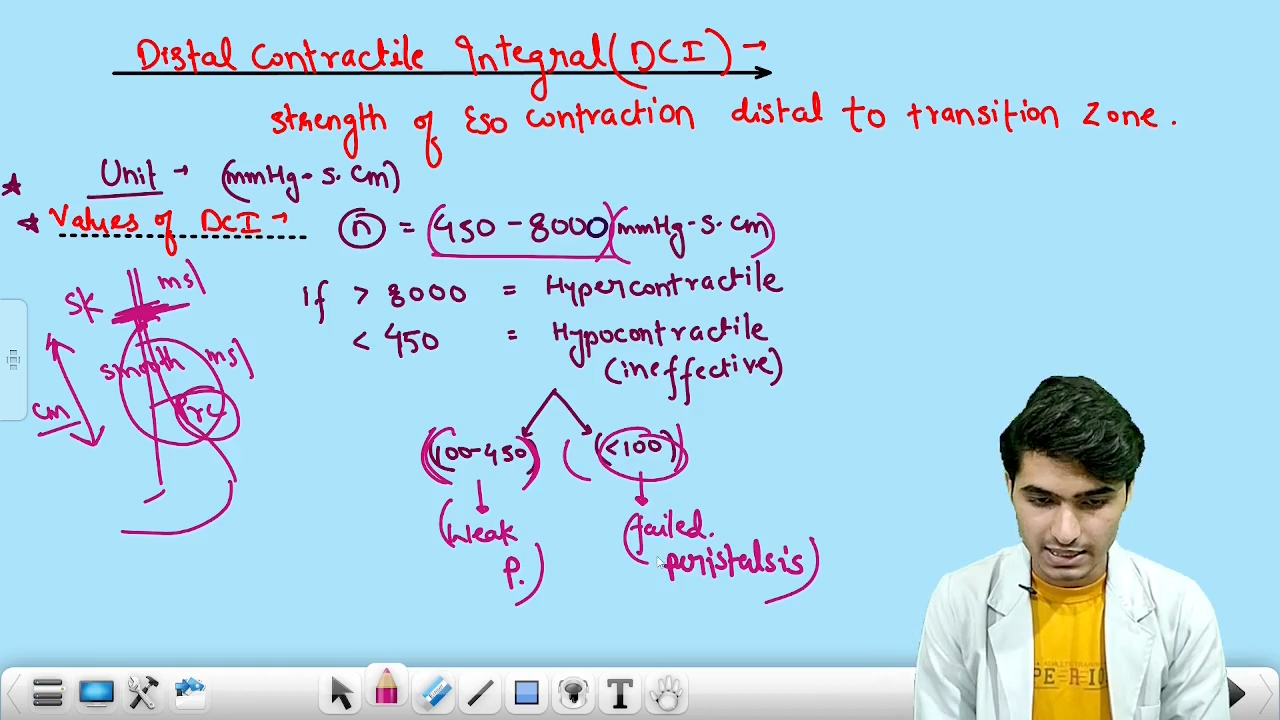 Distal Contractile Integral (DCI) →
strength of Eso contraction distal to transition zone.
★ Unit → (mmHg-s.cm)
★ Values of DCI → (n) = (450 - 8000) (mmHg-s.cm)
If > 8000 = Hypercontractile
< 450 = Hypocontractile
(ineffective)
(100-450) (<100)
(weak
P.)
(failed.
peristalsis)
SK msl
smooth msl
cm
PERIOD